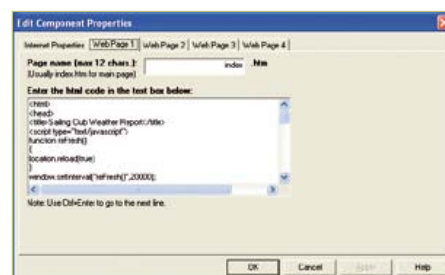 Edit Component Properties
Internet Properties Web Page 1 Web Page 2 Web Page 3 Web Page 4
Page name (max 12 chars.): index .htm
(Usually index.htm for main page)
Enter the html code in the text box below:
<html>
<head>
<title>Sailing Club Weather Report</title>
<script type="text/javascript">
function reFresh()
{
location.reload(true)
}
window.setInterval("reFresh()",20000);
Note: Use Ctrl+Enter to go to the next line.
OK Cancel Apply Help